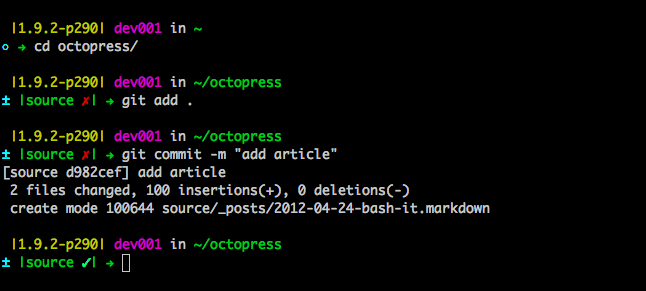 |1.9.2-p290| dev001 in ~
○ ➜ cd octopress/
|1.9.2-p290| dev001 in ~/octopress
± |source ✗| ➜ git add .
|1.9.2-p290| dev001 in ~/octopress
± |source ✗| ➜ git commit -m "add article"
[source d982cef] add article
2 files changed, 100 insertions(+), 0 deletions(-)
create mode 100644 source/_posts/2012-04-24-bash-it.markdown
|1.9.2-p290| dev001 in ~/octopress
± |source ✓| ➜